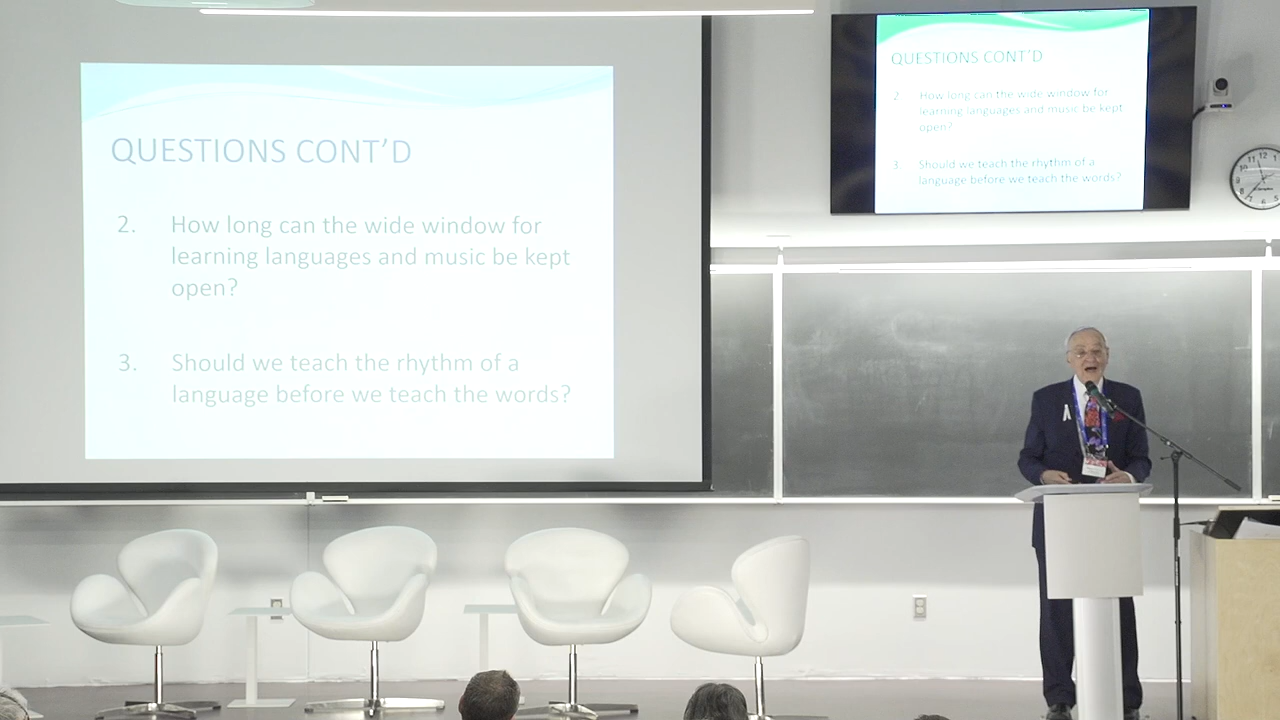 QUESTIONS CONT'D
2. How long can the wide window for
learning languages and music be kept
open?
3. Should we teach the rhythm of a
language before we teach the words?
QUESTIONS CONT'D
2. How long can the wide window for
learning languages and music be kept
open?
3. Should we teach the rhythm of a
language before we teach the words?